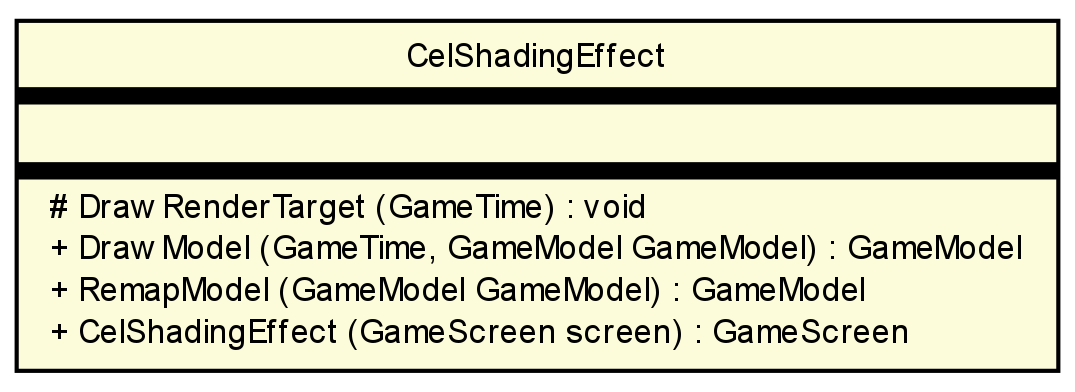 CelShadingEffect
# Draw RenderTarget (GameTime) : void
+ Draw Model (GameTime, GameModel GameModel) : GameModel
+ RemapModel (GameModel GameModel) : GameModel
+ CelShadingEffect (GameScreen screen) : GameScreen